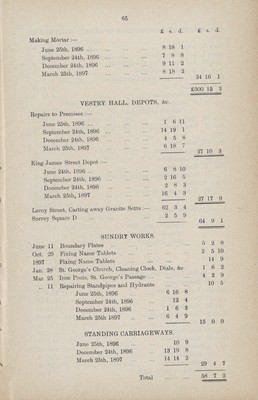 65
£ s. d. £ s. d.
Making Mortar :—
June 25th, 1896 ... 8 18 1
September 24th, 1896 ... 7 8 8
December 24th, 1896 ... 9 11 2
March 25th, 1897 ... 8 18 2
34 16 1
£300 13 3
VESTRY HALL, DEPOTS, &c.
Repairs to Premises :—
June 25th, 1896 ... 1 6 11
September 24th, 1896 ... 14 19 1
December 24th, 1896 ... 4 5 8
March 25th, 1897 ... 6 18 7
27 10 3
King James Street Depot :—
June 24th, 1896 ... 6 8 10
September 24th, 1896 ... 2 16 5
December 24th, 1896 ... 2 8 3
March 25th, 1897 ... 16 4 3
27 17 9
Leroy Street, Carting away Granite Setts :— 62 3 4
Surrey Square D 2 5 9
64 9 1
SUNDRY WORKS.
June 11 Boundary Plates ... 5 2 8
Oct. 29 Fixing Name Tablets ... 2 5 10
1897 Fixing Name Tablets ... 14 9
Jan. 28 St. George's Church, Cleaning Clock, Dials, &c. 1 6 2
Mar. 25 Iron Posts, St. George's Passage ... 4 2 9
„ 11 Repairing Standpipes and Hydrants 10 5
June 25th, 1896 6 16 8
September 24th, 1896 12 4
December 24th, 1896 1 6 3
March 25th 1897 ... 6 4 9
15 0 0
STANDING CARRIAGEWAYS.
June 25th, 1896 10 9
December 24th, 1896 13 19 8
March 25th, 1897 14 14 2
29 4 7
Total ... 58 7 2